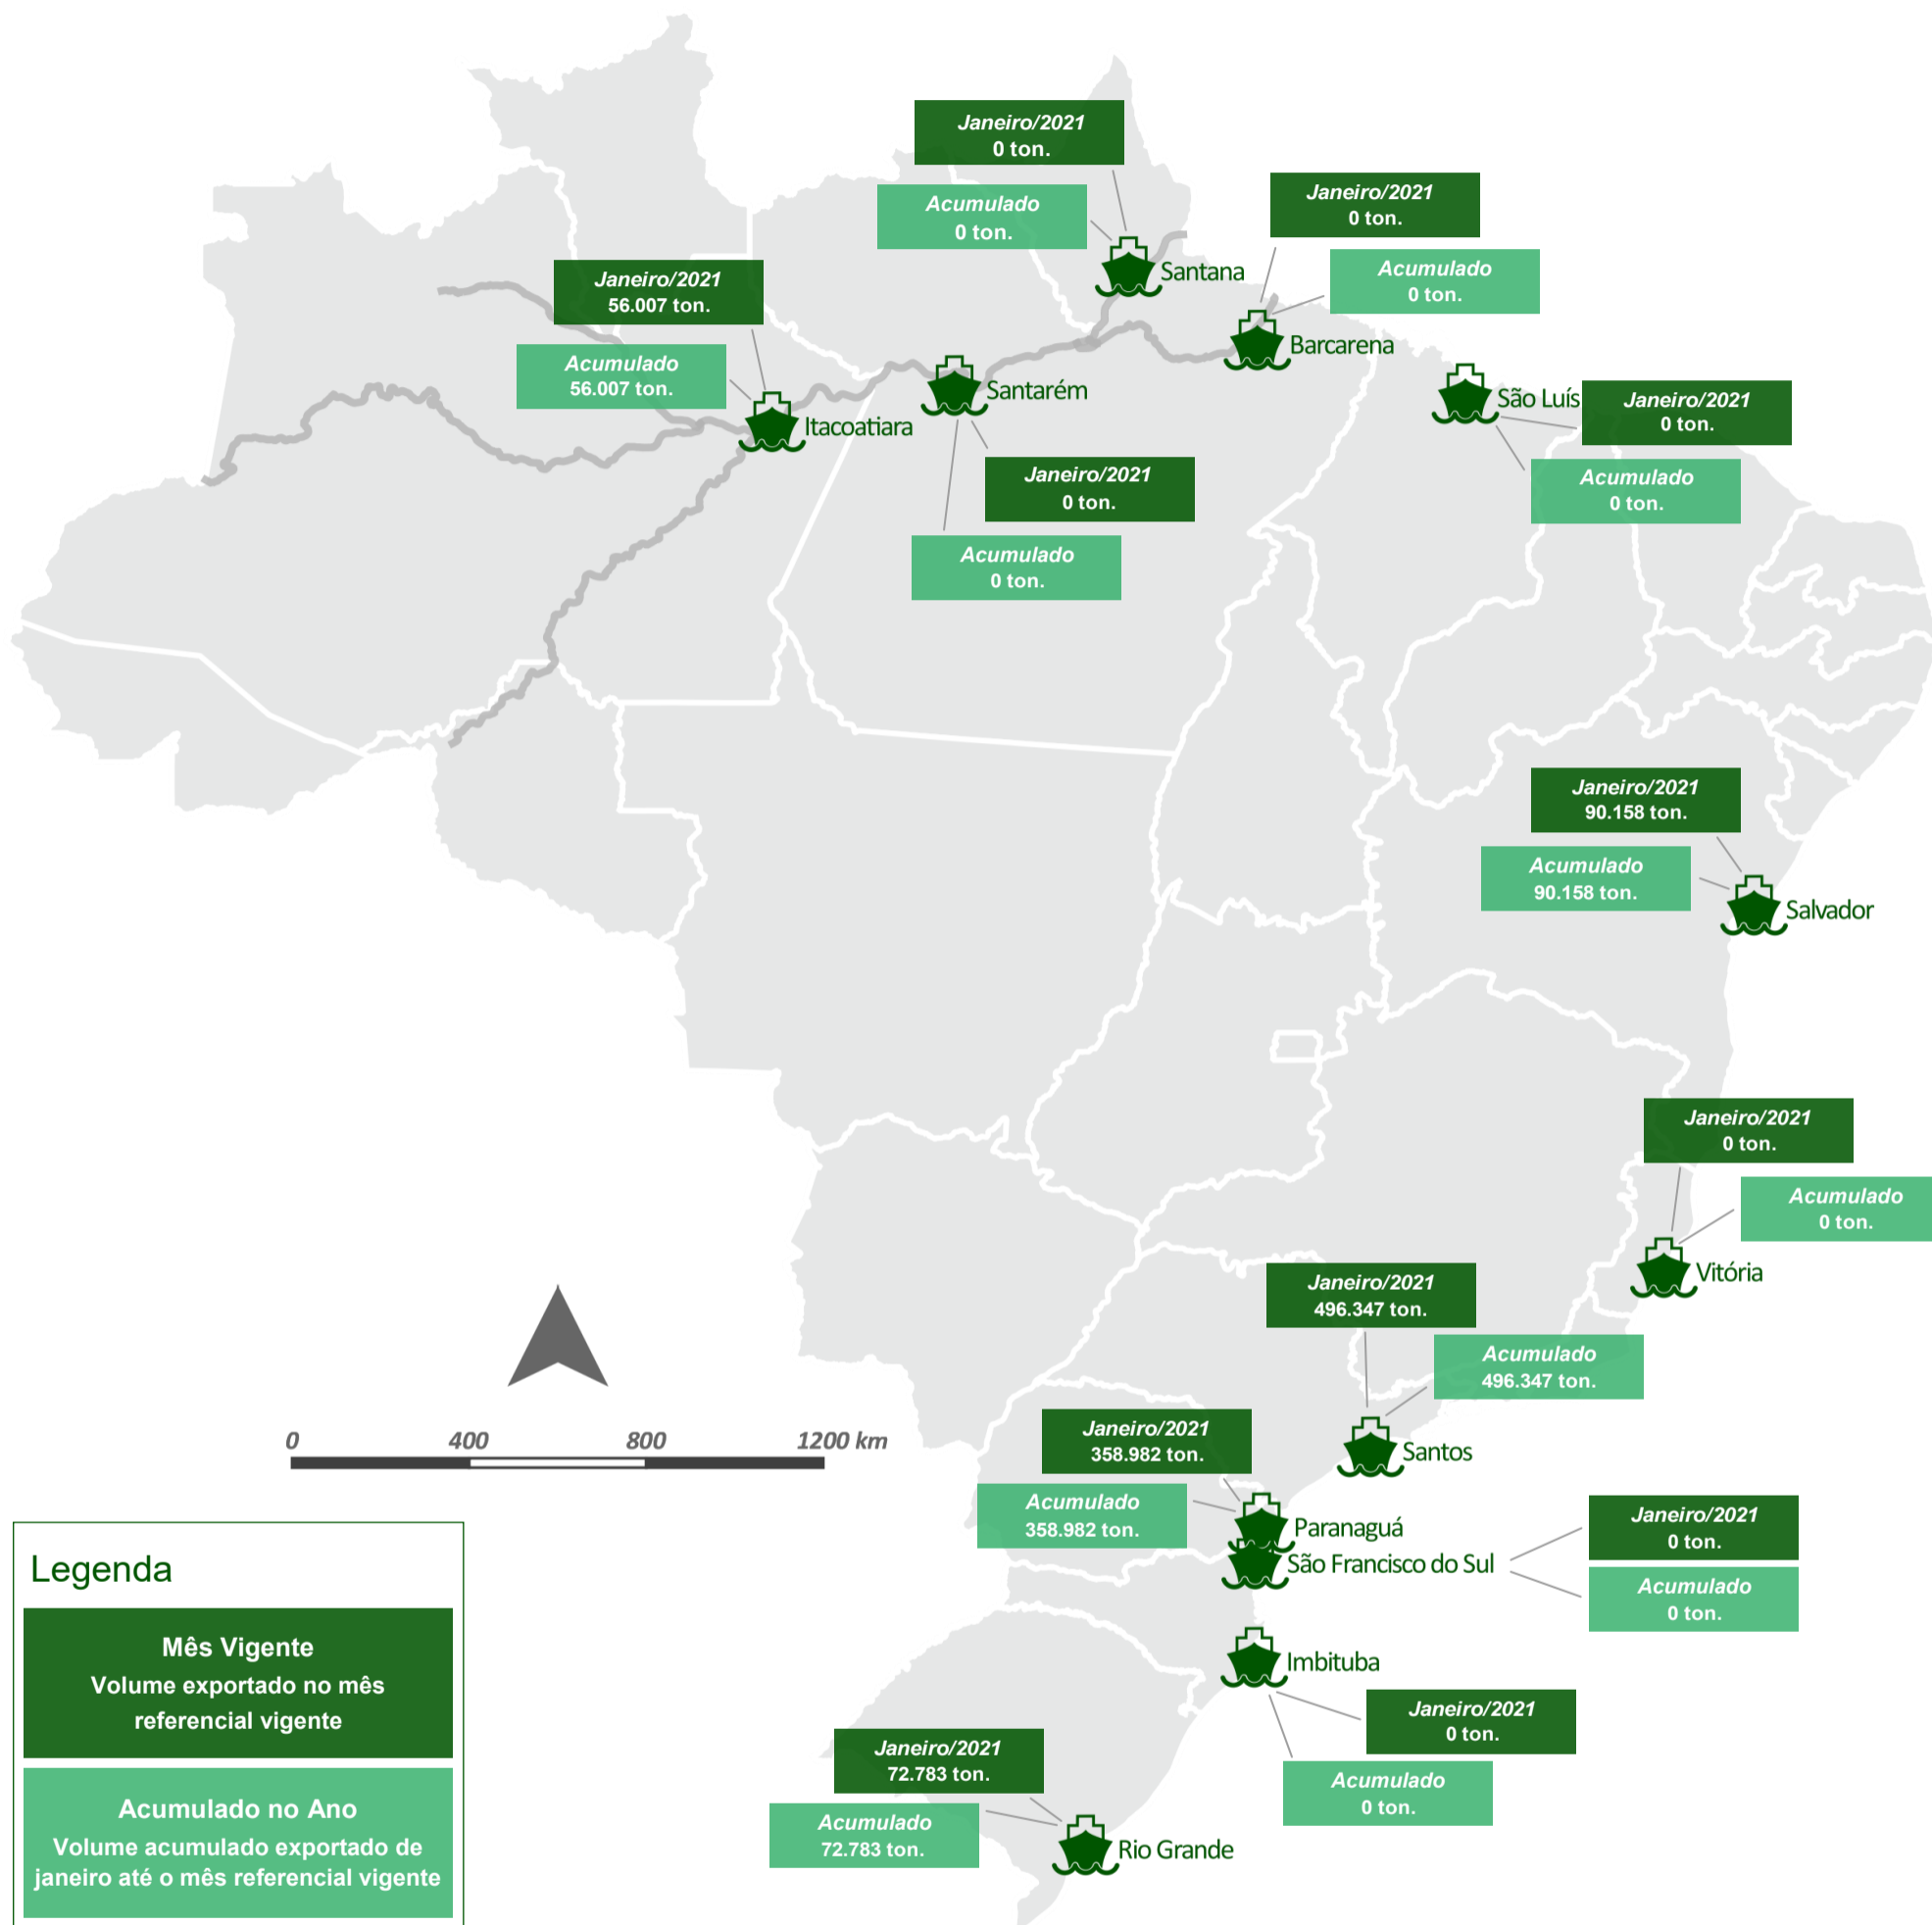 Janeiro/2021
0 ton.
Acumulado
0 ton.
Santana
Janeiro/2021
0 ton.
Acumulado
0 ton.
Barcarena
Janeiro/2021
56.007 ton.
Acumulado
56.007 ton.
Itacoatiara
Santarém
Janeiro/2021
0 ton.
Acumulado
0 ton.
São Luís
Janeiro/2021
0 ton.
Acumulado
0 ton.
Janeiro/2021
90.158 ton.
Acumulado
90.158 ton.
Salvador
Janeiro/2021
0 ton.
Acumulado
0 ton.
Vitória
Janeiro/2021
496.347 ton.
Acumulado
496.347 ton.
Santos
Janeiro/2021
358.982 ton.
Acumulado
358.982 ton.
Paranaguá
São Francisco do Sul
Janeiro/2021
0 ton.
Acumulado
0 ton.
Imbituba
Janeiro/2021
0 ton.
Acumulado
0 ton.
Janeiro/2021
72.783 ton.
Acumulado
72.783 ton.
Rio Grande
0 400 800 1200 km
Legenda
Mês Vigente
Volume exportado no mês
referencial vigente
Acumulado no Ano
Volume acumulado exportado de
janeiro até o mês referencial vigente